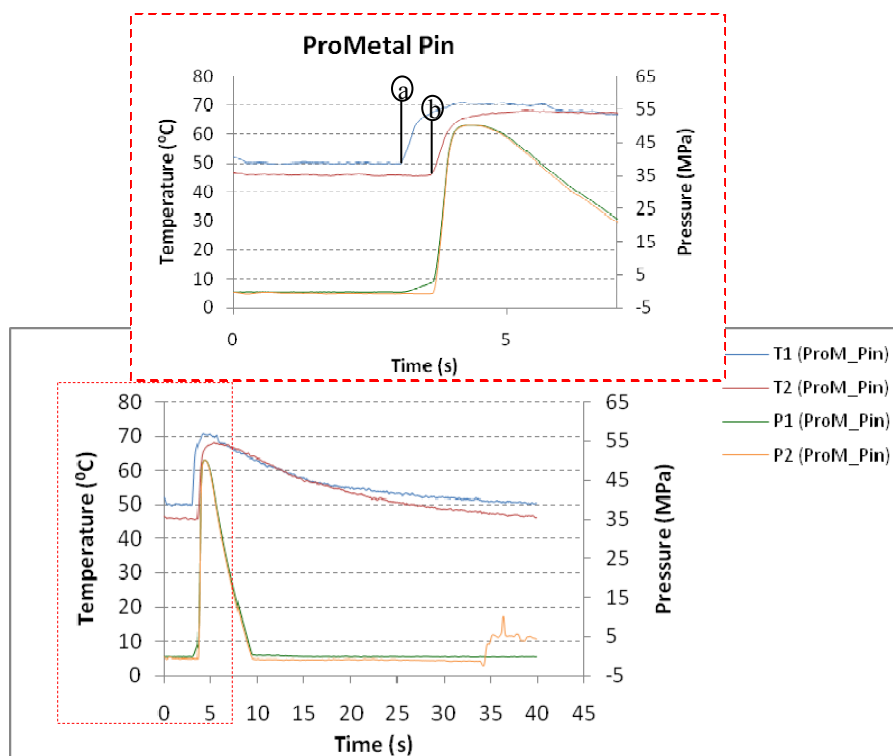 ProMetal Pin
80
70
60
50
40
30
20
10
0
Temperature (⁰C)
a
b
65
55
45
35
25
15
5
-5
Pressure (MPa)
0 5
Time (s)
T1 (ProM_Pin)
T2 (ProM_Pin)
P1 (ProM_Pin)
P2 (ProM_Pin)
80
70
60
50
40
30
20
10
0
Temperature (⁰C)
65
55
45
35
25
15
5
-5
Pressure (MPa)
0 5 10 15 20 25 30 35 40 45
Time (s)